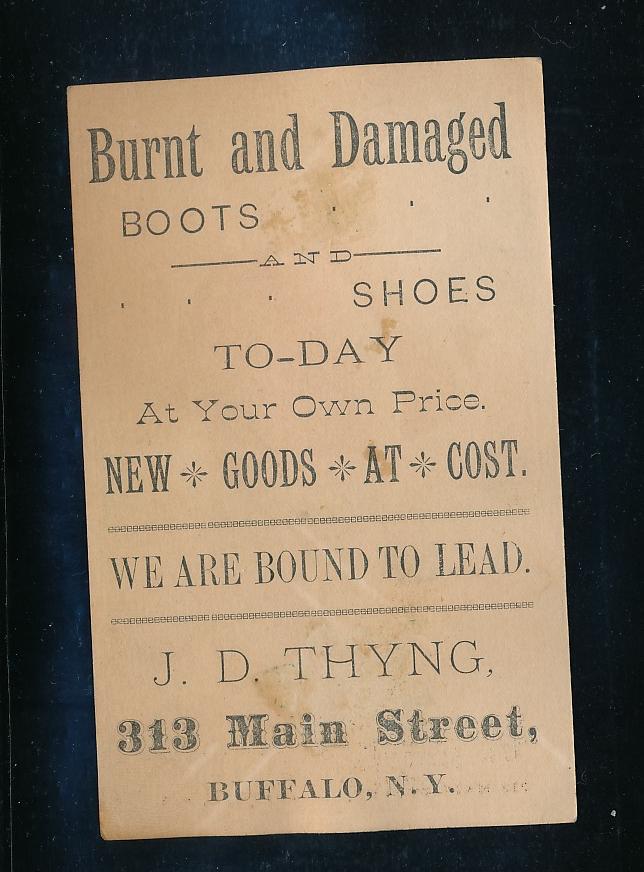 Burnt and Damaged
BOOTS
AND
SHOES
TO-DAY
At Your Own Price.
NEW * GOODS * AT * COST.
WE ARE BOUND TO LEAD.
J. D. THYNG,
313 Main Street,
BUFFALO, N.Y.